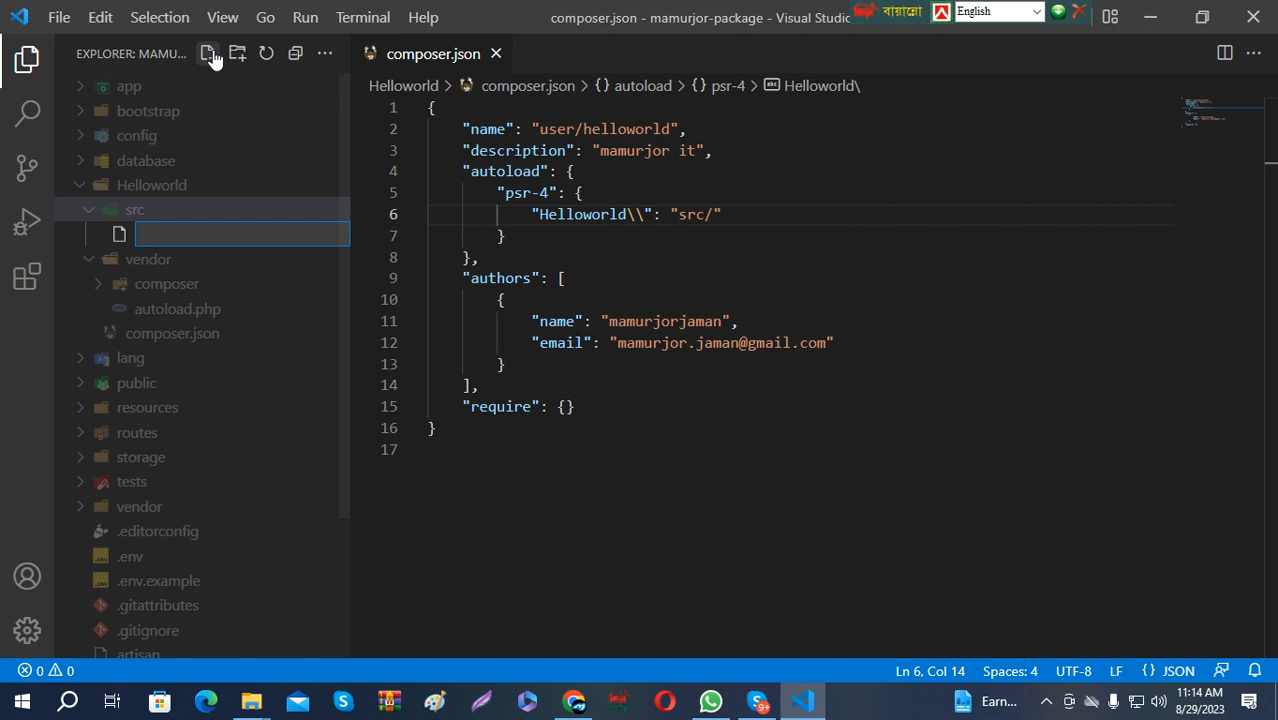 File Edit Selection View Go Run Terminal Help
composer.json - mamurjor-package - Visual Studio
বায়ান্নো English
EXPLORER: MAMU...
composer.json
Helloworld > composer.json > {} autoload > {} psr-4 > Helloworld\
app
bootstrap
config
database
Helloworld
src
vendor
composer
autoload.php
composer.json
lang
public
resources
routes
storage
tests
vendor
.editorconfig
.env
.env.example
.gitattributes
.gitignore
artisan
1 {
2 "name": "user/helloworld",
3 "description": "mamurjor it",
4 "autoload": {
5 "psr-4": {
6 "Helloworld\\": "src/"
7 }
8 },
9 "authors": [
10 {
11 "name": "mamurjorjaman",
12 "email": "mamurjor.jaman@gmail.com"
13 }
14 ],
15 "require": {}
16 }
17
0 0 Ln 6, Col 14 Spaces: 4 UTF-8 LF {} JSON
9+ Earn... 11:14 AM
8/29/2023